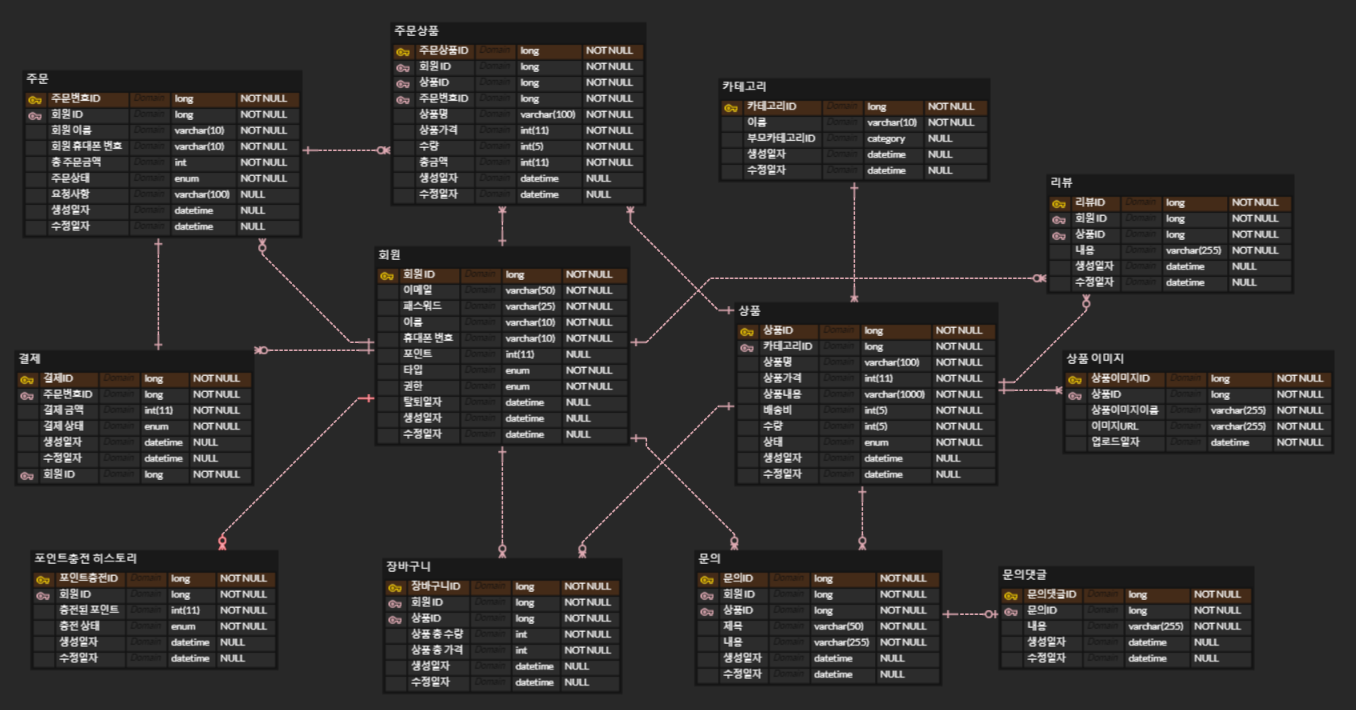 주문상품
주문상품ID Domain long NOT NULL
회원ID Domain long NOT NULL
상품ID Domain long NOT NULL
주문번호ID Domain long NOT NULL
상품명 Domain varchar(100) NOT NULL
상품가격 Domain int(11) NOT NULL
수량 Domain int(5) NOT NULL
총금액 Domain int(11) NOT NULL
생성일자 Domain datetime NULL
수정일자 Domain datetime NULL
주문
주문번호ID Domain long NOT NULL
회원 ID Domain long NOT NULL
회원 이름 Domain varchar(10) NOT NULL
회원 휴대폰 번호 Domain varchar(10) NOT NULL
총 주문금액 Domain int NOT NULL
주문상태 Domain enum NOT NULL
요청사항 Domain varchar(100) NULL
생성일자 Domain datetime NULL
수정일자 Domain datetime NULL
카테고리
카테고리ID Domain long NOT NULL
이름 Domain varchar(10) NOT NULL
부모카테고리ID Domain category NULL
생성일자 Domain datetime NULL
수정일자 Domain datetime NULL
리뷰
리뷰ID Domain long NOT NULL
회원ID Domain long NOT NULL
상품ID Domain long NOT NULL
내용 Domain varchar(255) NOT NULL
생성일자 Domain datetime NULL
수정일자 Domain datetime NULL
회원
회원 ID Domain long NOT NULL
이메일 Domain varchar(50) NOT NULL
패스워드 Domain varchar(25) NOT NULL
이름 Domain varchar(10) NOT NULL
휴대폰 번호 Domain varchar(10) NOT NULL
포인트 Domain int(11) NULL
타입 Domain enum NOT NULL
권한 Domain enum NOT NULL
탈퇴일자 Domain datetime NULL
생성일자 Domain datetime NULL
수정일자 Domain datetime NULL
상품
상품ID Domain long NOT NULL
카테고리ID Domain long NOT NULL
상품명 Domain varchar(100) NOT NULL
상품가격 Domain int(11) NOT NULL
상품내용 Domain varchar(1000) NOT NULL
배송비 Domain int(5) NOT NULL
수량 Domain int(5) NOT NULL
상태 Domain enum NOT NULL
생성일자 Domain datetime NULL
수정일자 Domain datetime NULL
결제
결제ID Domain long NOT NULL
주문번호ID Domain long NOT NULL
결제 금액 Domain int(11) NOT NULL
결제 상태 Domain enum NOT NULL
생성일자 Domain datetime NULL
수정일자 Domain datetime NULL
회원 ID Domain long NOT NULL
상품 이미지
상품이미지ID Domain long NOT NULL
상품ID Domain long NOT NULL
상품이미지이름 Domain varchar(255) NOT NULL
이미지URL Domain varchar(255) NOT NULL
업로드일자 Domain datetime NOT NULL
포인트충전 히스토리
포인트충전ID Domain long NOT NULL
회원 ID Domain long NOT NULL
충전된 포인트 Domain int(11) NOT NULL
충전 상태 Domain enum NOT NULL
생성일자 Domain datetime NULL
수정일자 Domain datetime NULL
장바구니
장바구니ID Domain long NOT NULL
회원 ID Domain long NOT NULL
상품ID Domain long NOT NULL
상품 총 수량 Domain int NOT NULL
상품 총 가격 Domain int NOT NULL
생성일자 Domain datetime NULL
수정일자 Domain datetime NULL
문의
문의ID Domain long NOT NULL
회원ID Domain long NOT NULL
상품ID Domain long NOT NULL
제목 Domain varchar(50) NOT NULL
내용 Domain varchar(255) NOT NULL
생성일자 Domain datetime NULL
수정일자 Domain datetime NULL
문의댓글
문의댓글ID Domain long NOT NULL
문의ID Domain long NOT NULL
내용 Domain varchar(255) NOT NULL
생성일자 Domain datetime NULL
수정일자 Domain datetime NULL